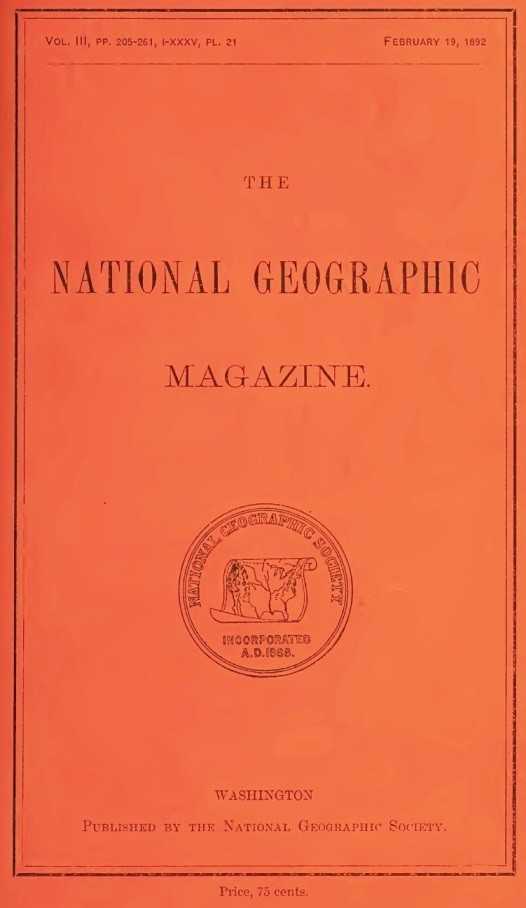 VOL. III, PP. 205-261, I-XXXV, PL. 21
FEBRUARY 19, 1892
THE
NATIONAL GEOGRAPHIC
MAGAZINE.
NATIONAL GEOGRAPHIC SOCIETY
INCORPORATED
A.D. 1888.
WASHINGTON
PUBLISHED BY THE NATIONAL GEOGRAPHIC SOCIETY.
Price, 75 cents.